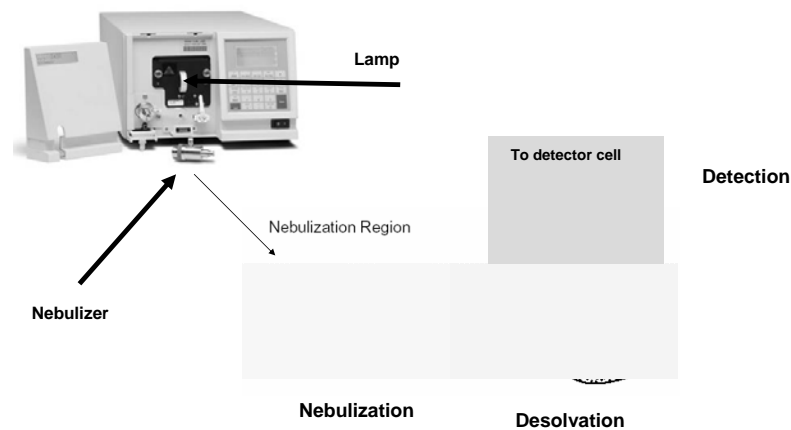 Lamp
To detector cell
Detection
Nebulization Region
Nebulizer
Nebulization
Desolvation